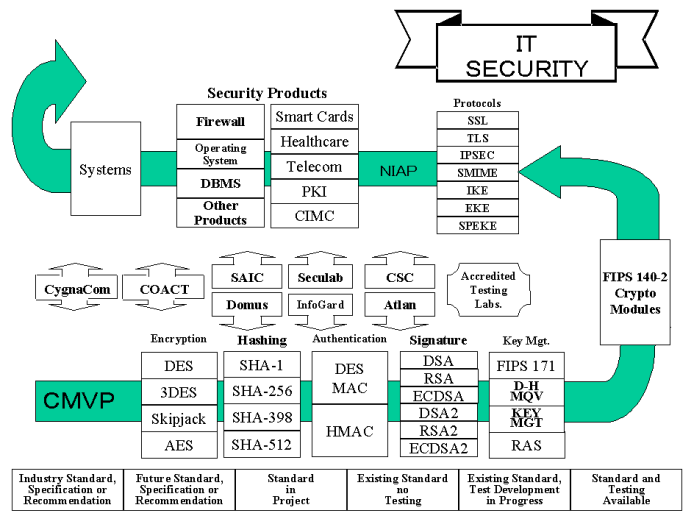 IT
SECURITY
Security Products
Protocols
Firewall
Operating
System
DBMS
Other
Products
Smart Cards
Healthcare
Telecom
PKI
CIMC
Systems
NIAP
SSL
TLS
IPSEC
SMIME
IKE
EKE
SPEKE
FIPS 140-2
Crypto
Modules
CygnaCom
COACT
SAIC
Domus
Seculab
InfoGard
CSC
Atlan
Accredited
Testing
Labs.
Encryption
Hashing
Authentication
Signature
Key Mgt.
CMVP
DES
3DES
Skipjack
AES
SHA-1
SHA-256
SHA-398
SHA-512
DES
MAC
HMAC
DSA
RSA
ECDSA
DSA2
RSA2
ECDSA2
FIPS 171
D-H
MQV
KEY
MGT
RAS
Industry Standard,
Specification or
Recommendation
Future Standard,
Specification or
Recommendation
Standard
in
Project
Existing Standard
no
Testing
Existing Standard,
Test Development
in Progress
Standard and
Testing
Available